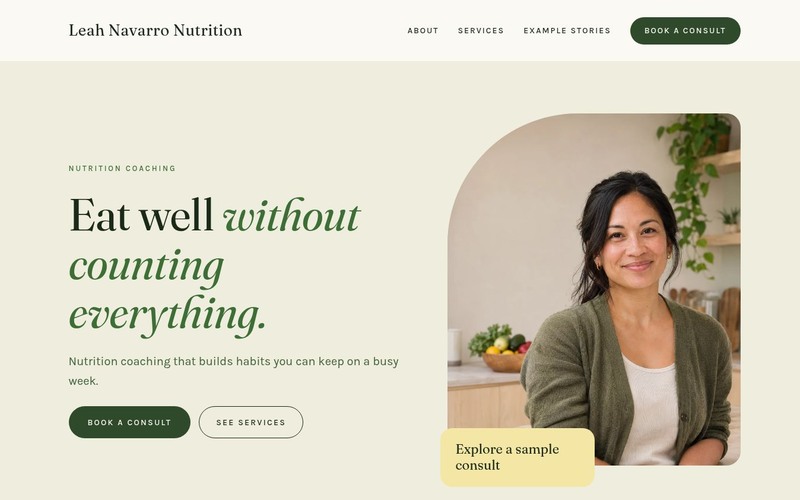 Leah Navarro Nutrition
ABOUT
SERVICES
EXAMPLE STORIES
BOOK A CONSULT
NUTRITION COACHING
Eat well without
counting
everything.
Nutrition coaching that builds habits you can keep on a busy
week.
BOOK A CONSULT
SEE SERVICES
Explore a sample
consult